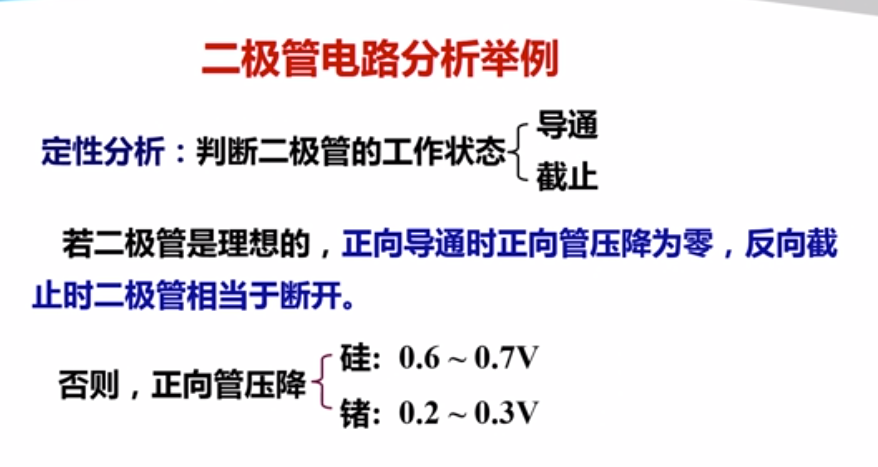 二极管电路分析举例
定性分析：判断二极管的工作状态
导通
截止
若二极管是理想的，正向导通时正向管压降为零，反向截
止时二极管相当于断开。
否则，正向管压降
硅: 0.6 ~ 0.7V
锗: 0.2 ~ 0.3V